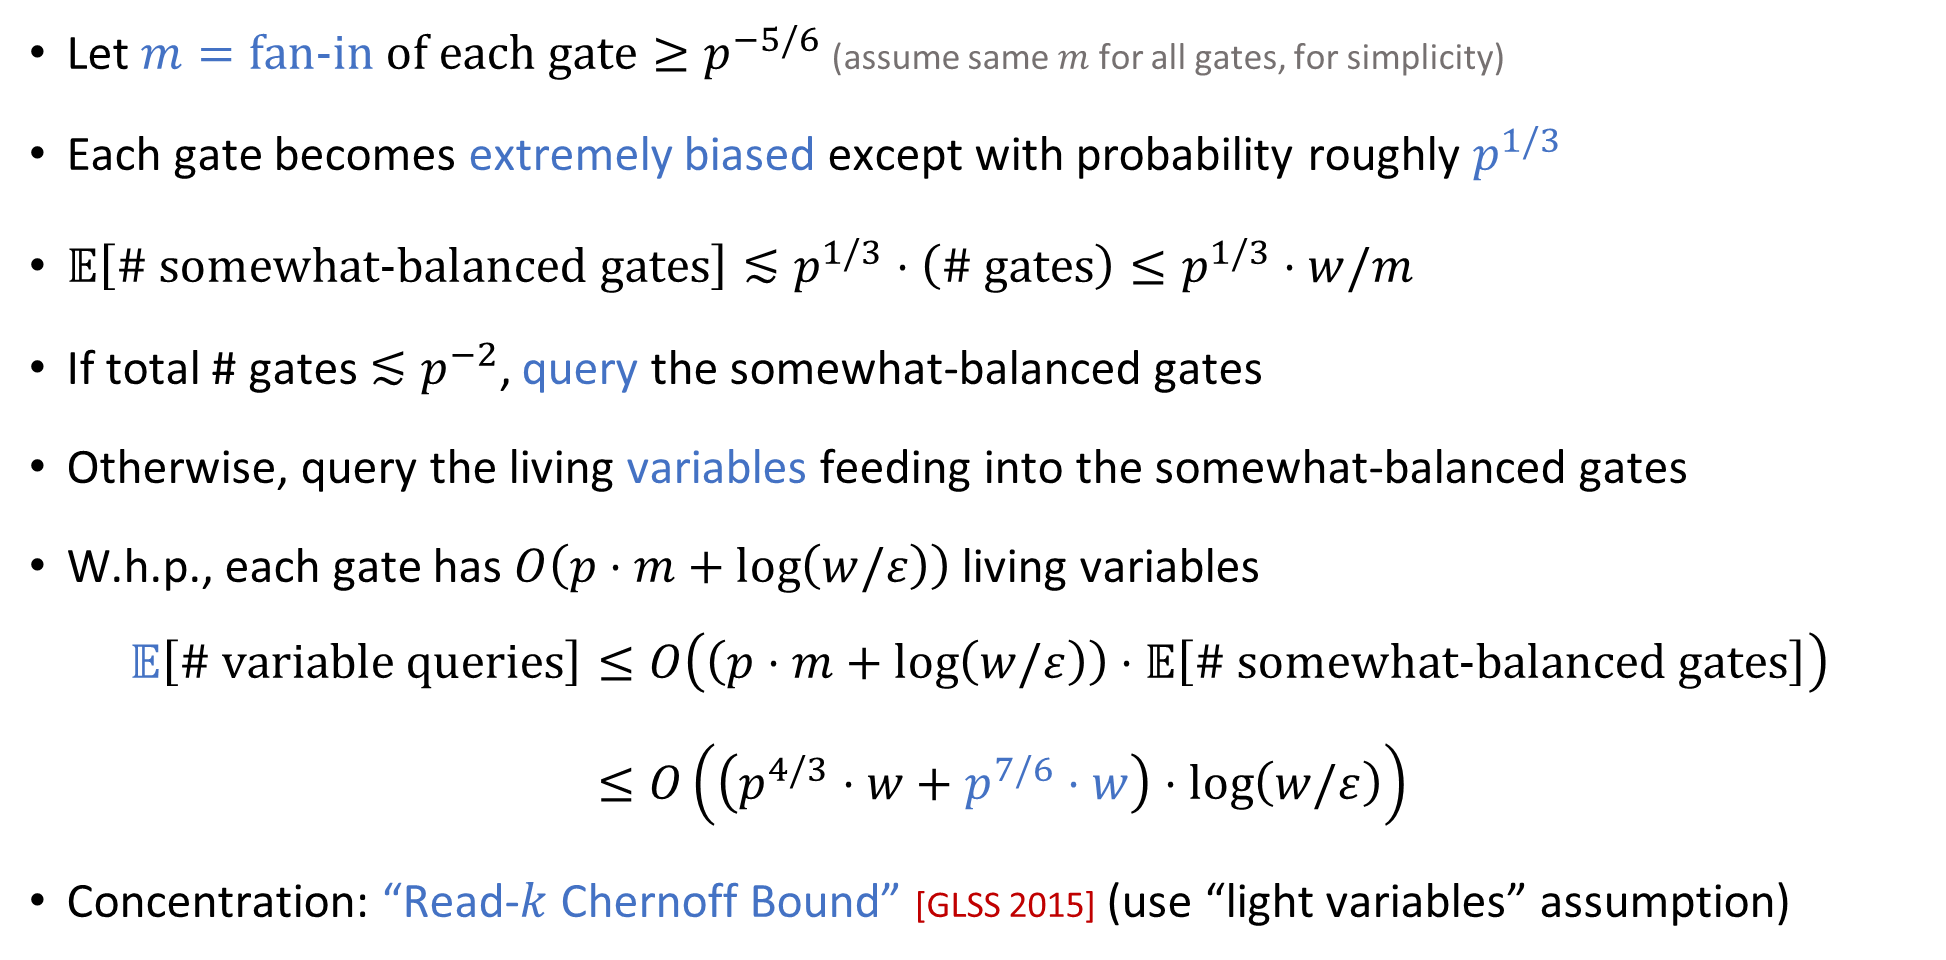 • Let m = fan-in of each gate ≥ p^{−5/6} (assume same m for all gates, for simplicity)
• Each gate becomes extremely biased except with probability roughly p^{1/3}
• 𝔼[# somewhat-balanced gates] ≲ p^{1/3} · (# gates) ≤ p^{1/3} · w/m
• If total # gates ≲ p^{−2}, query the somewhat-balanced gates
• Otherwise, query the living variables feeding into the somewhat-balanced gates
• W.h.p., each gate has O(p · m + log(w/ε)) living variables
𝔼[# variable queries] ≤ O((p · m + log(w/ε)) · 𝔼[# somewhat-balanced gates])
≤ O((p^{4/3} · w + p^{7/6} · w) · log(w/ε))
• Concentration: “Read-k Chernoff Bound” [GLSS 2015] (use “light variables” assumption)